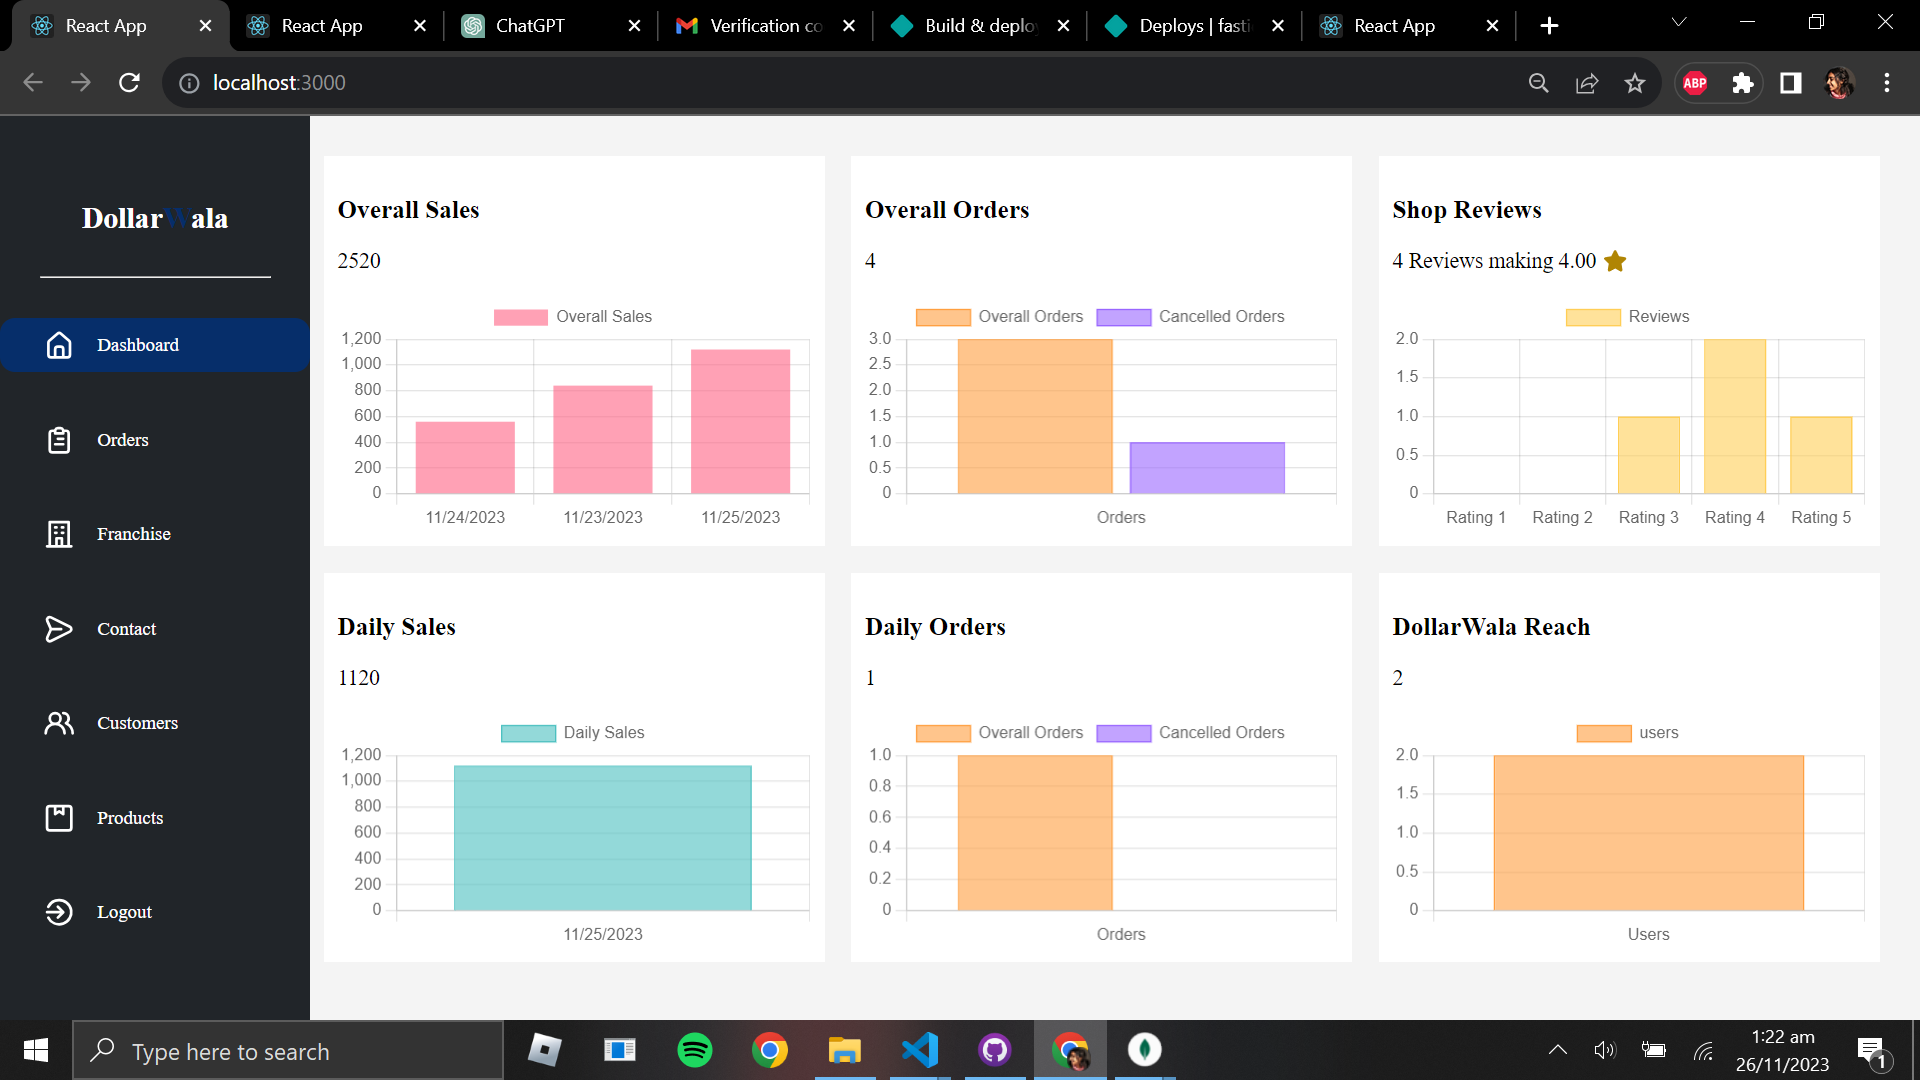 React App
React App
ChatGPT
Verification co
Build & deplo
Deploys | fasti
React App
localhost:3000
ABP
DollarWala
Dashboard
Orders
Franchise
Contact
Customers
Products
Logout
Overall Sales
2520
Overall Sales
1,200
1,000
800
600
400
200
0
11/24/2023 11/23/2023 11/25/2023
Overall Orders
4
Overall Orders Cancelled Orders
3.0
2.5
2.0
1.5
1.0
0.5
0
Orders
Shop Reviews
4 Reviews making 4.00
Reviews
2.0
1.5
1.0
0.5
0
Rating 1 Rating 2 Rating 3 Rating 4 Rating 5
Daily Sales
1120
Daily Sales
1,200
1,000
800
600
400
200
0
11/25/2023
Daily Orders
1
Overall Orders Cancelled Orders
1.0
0.8
0.6
0.4
0.2
0
Orders
DollarWala Reach
2
users
2.0
1.5
1.0
0.5
0
Users
Type here to search
1:22 am
26/11/2023
1